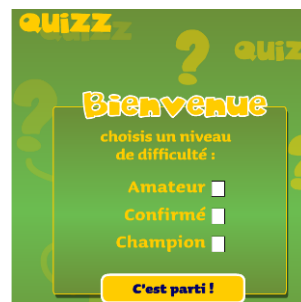 QUIZZ
QUIZ
Bienvenue
choisis un niveau
de difficulté :
Amateur
Confirmé
Champion
C'est parti !